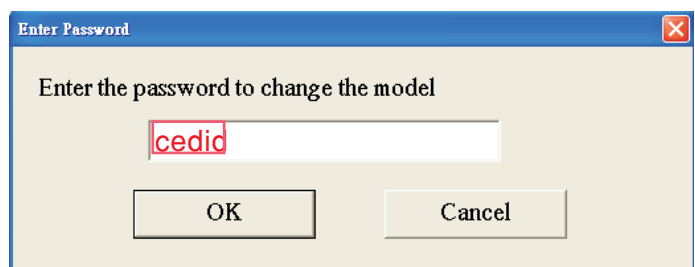 Enter Password
Enter the password to change the model
cedic
OK
Cancel